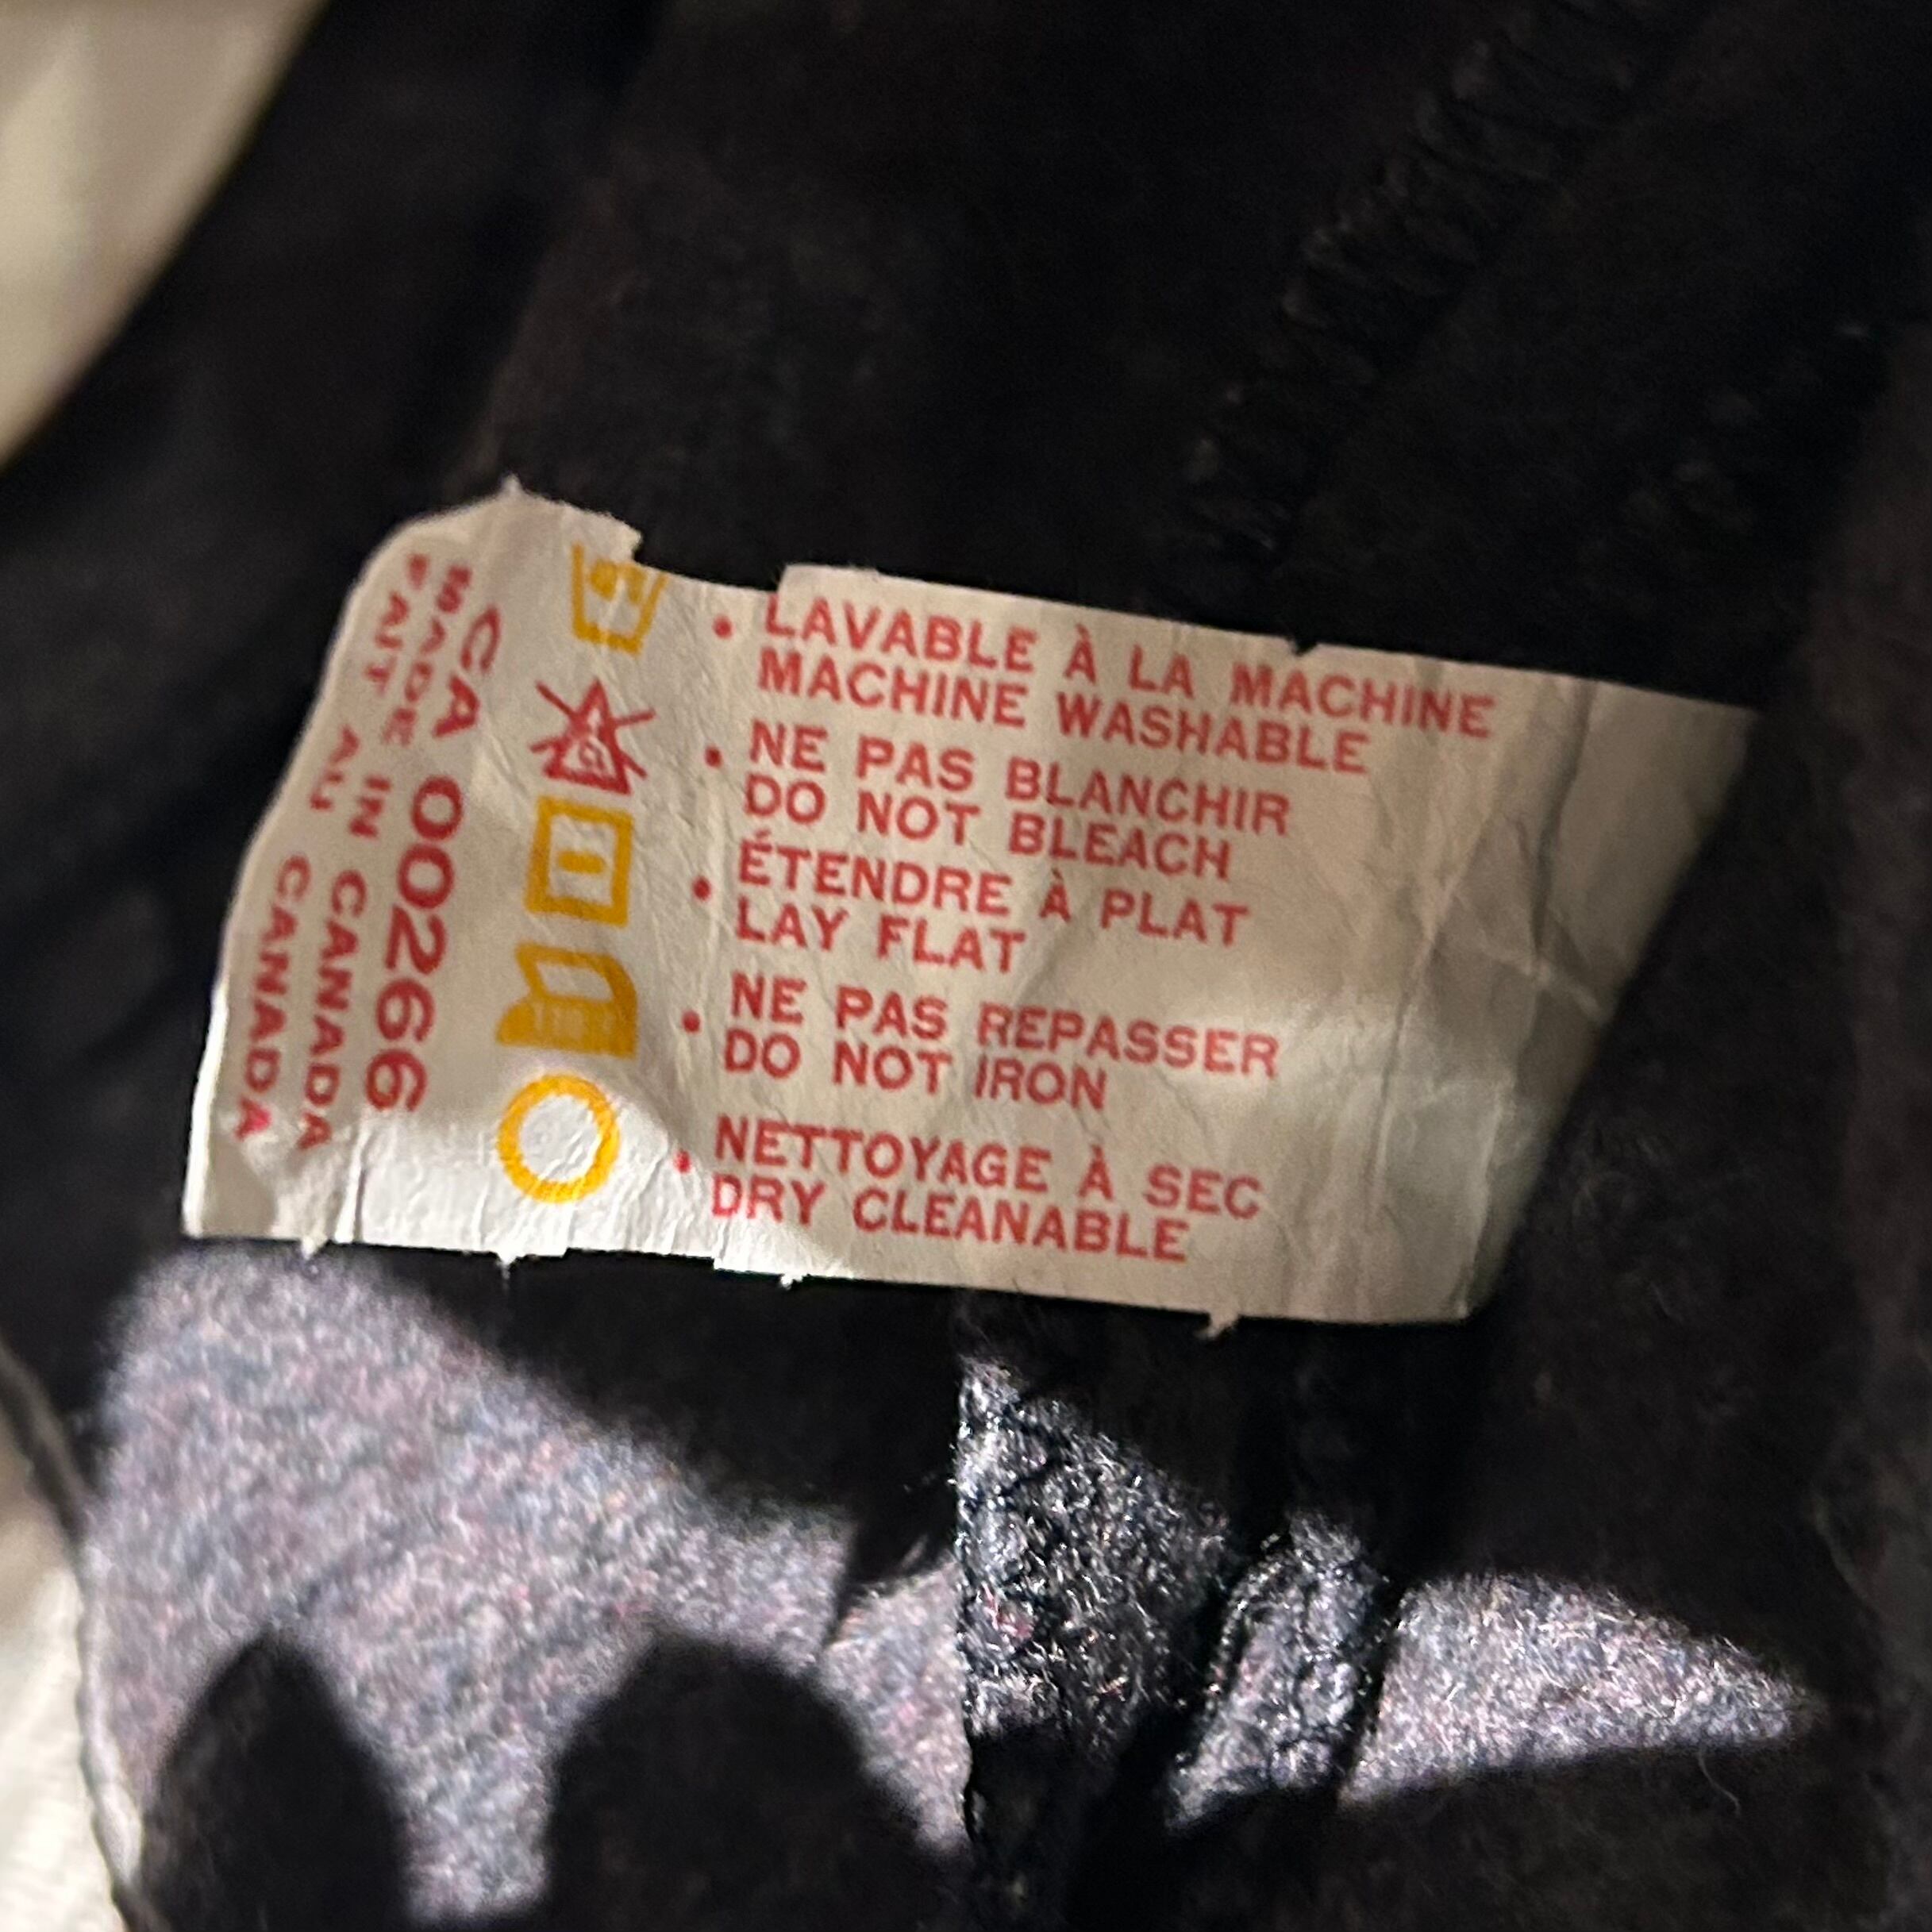 LAVABLE À LA MACHINE
MACHINE WASHABLE
NE PAS BLANCHIR
DO NOT BLEACH
ÉTENDRE À PLAT
LAY FLAT
NE PAS REPASSER
DO NOT IRON
NETTOYAGE À SEC
DRY CLEANABLE
CA 00266
MADE IN CANADA
FAIT AU CANADA